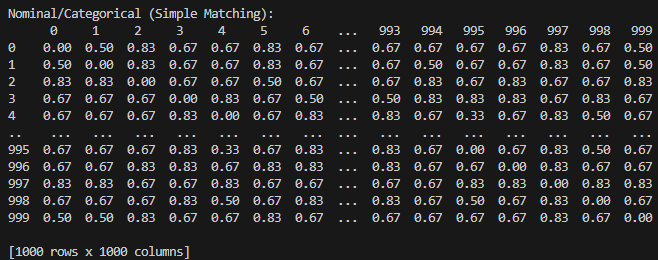 Nominal/Categorical (Simple Matching):
0 1 2 3 4 5 6 ... 993 994 995 996 997 998 999
0 0.00 0.50 0.83 0.67 0.67 0.83 0.67 ... 0.67 0.67 0.67 0.67 0.83 0.67 0.50
1 0.50 0.00 0.83 0.67 0.67 0.83 0.67 ... 0.67 0.50 0.67 0.67 0.83 0.67 0.50
2 0.83 0.83 0.00 0.67 0.67 0.50 0.67 ... 0.67 0.83 0.67 0.83 0.67 0.67 0.83
3 0.67 0.67 0.67 0.00 0.83 0.67 0.50 ... 0.50 0.83 0.83 0.83 0.67 0.83 0.67
4 0.67 0.67 0.67 0.83 0.00 0.67 0.83 ... 0.83 0.67 0.33 0.67 0.83 0.50 0.67
.. ... ... ... ... ... ... ... ... ... ... ... ... ... ... ...
995 0.67 0.67 0.67 0.83 0.33 0.67 0.83 ... 0.83 0.67 0.00 0.67 0.83 0.50 0.67
996 0.67 0.67 0.83 0.83 0.67 0.83 0.83 ... 0.83 0.67 0.67 0.00 0.83 0.67 0.67
997 0.83 0.83 0.67 0.67 0.83 0.67 0.67 ... 0.67 0.83 0.83 0.83 0.00 0.83 0.83
998 0.67 0.67 0.67 0.83 0.50 0.67 0.83 ... 0.83 0.67 0.50 0.67 0.83 0.00 0.67
999 0.50 0.50 0.83 0.67 0.67 0.83 0.67 ... 0.67 0.67 0.67 0.67 0.83 0.67 0.00
[1000 rows x 1000 columns]